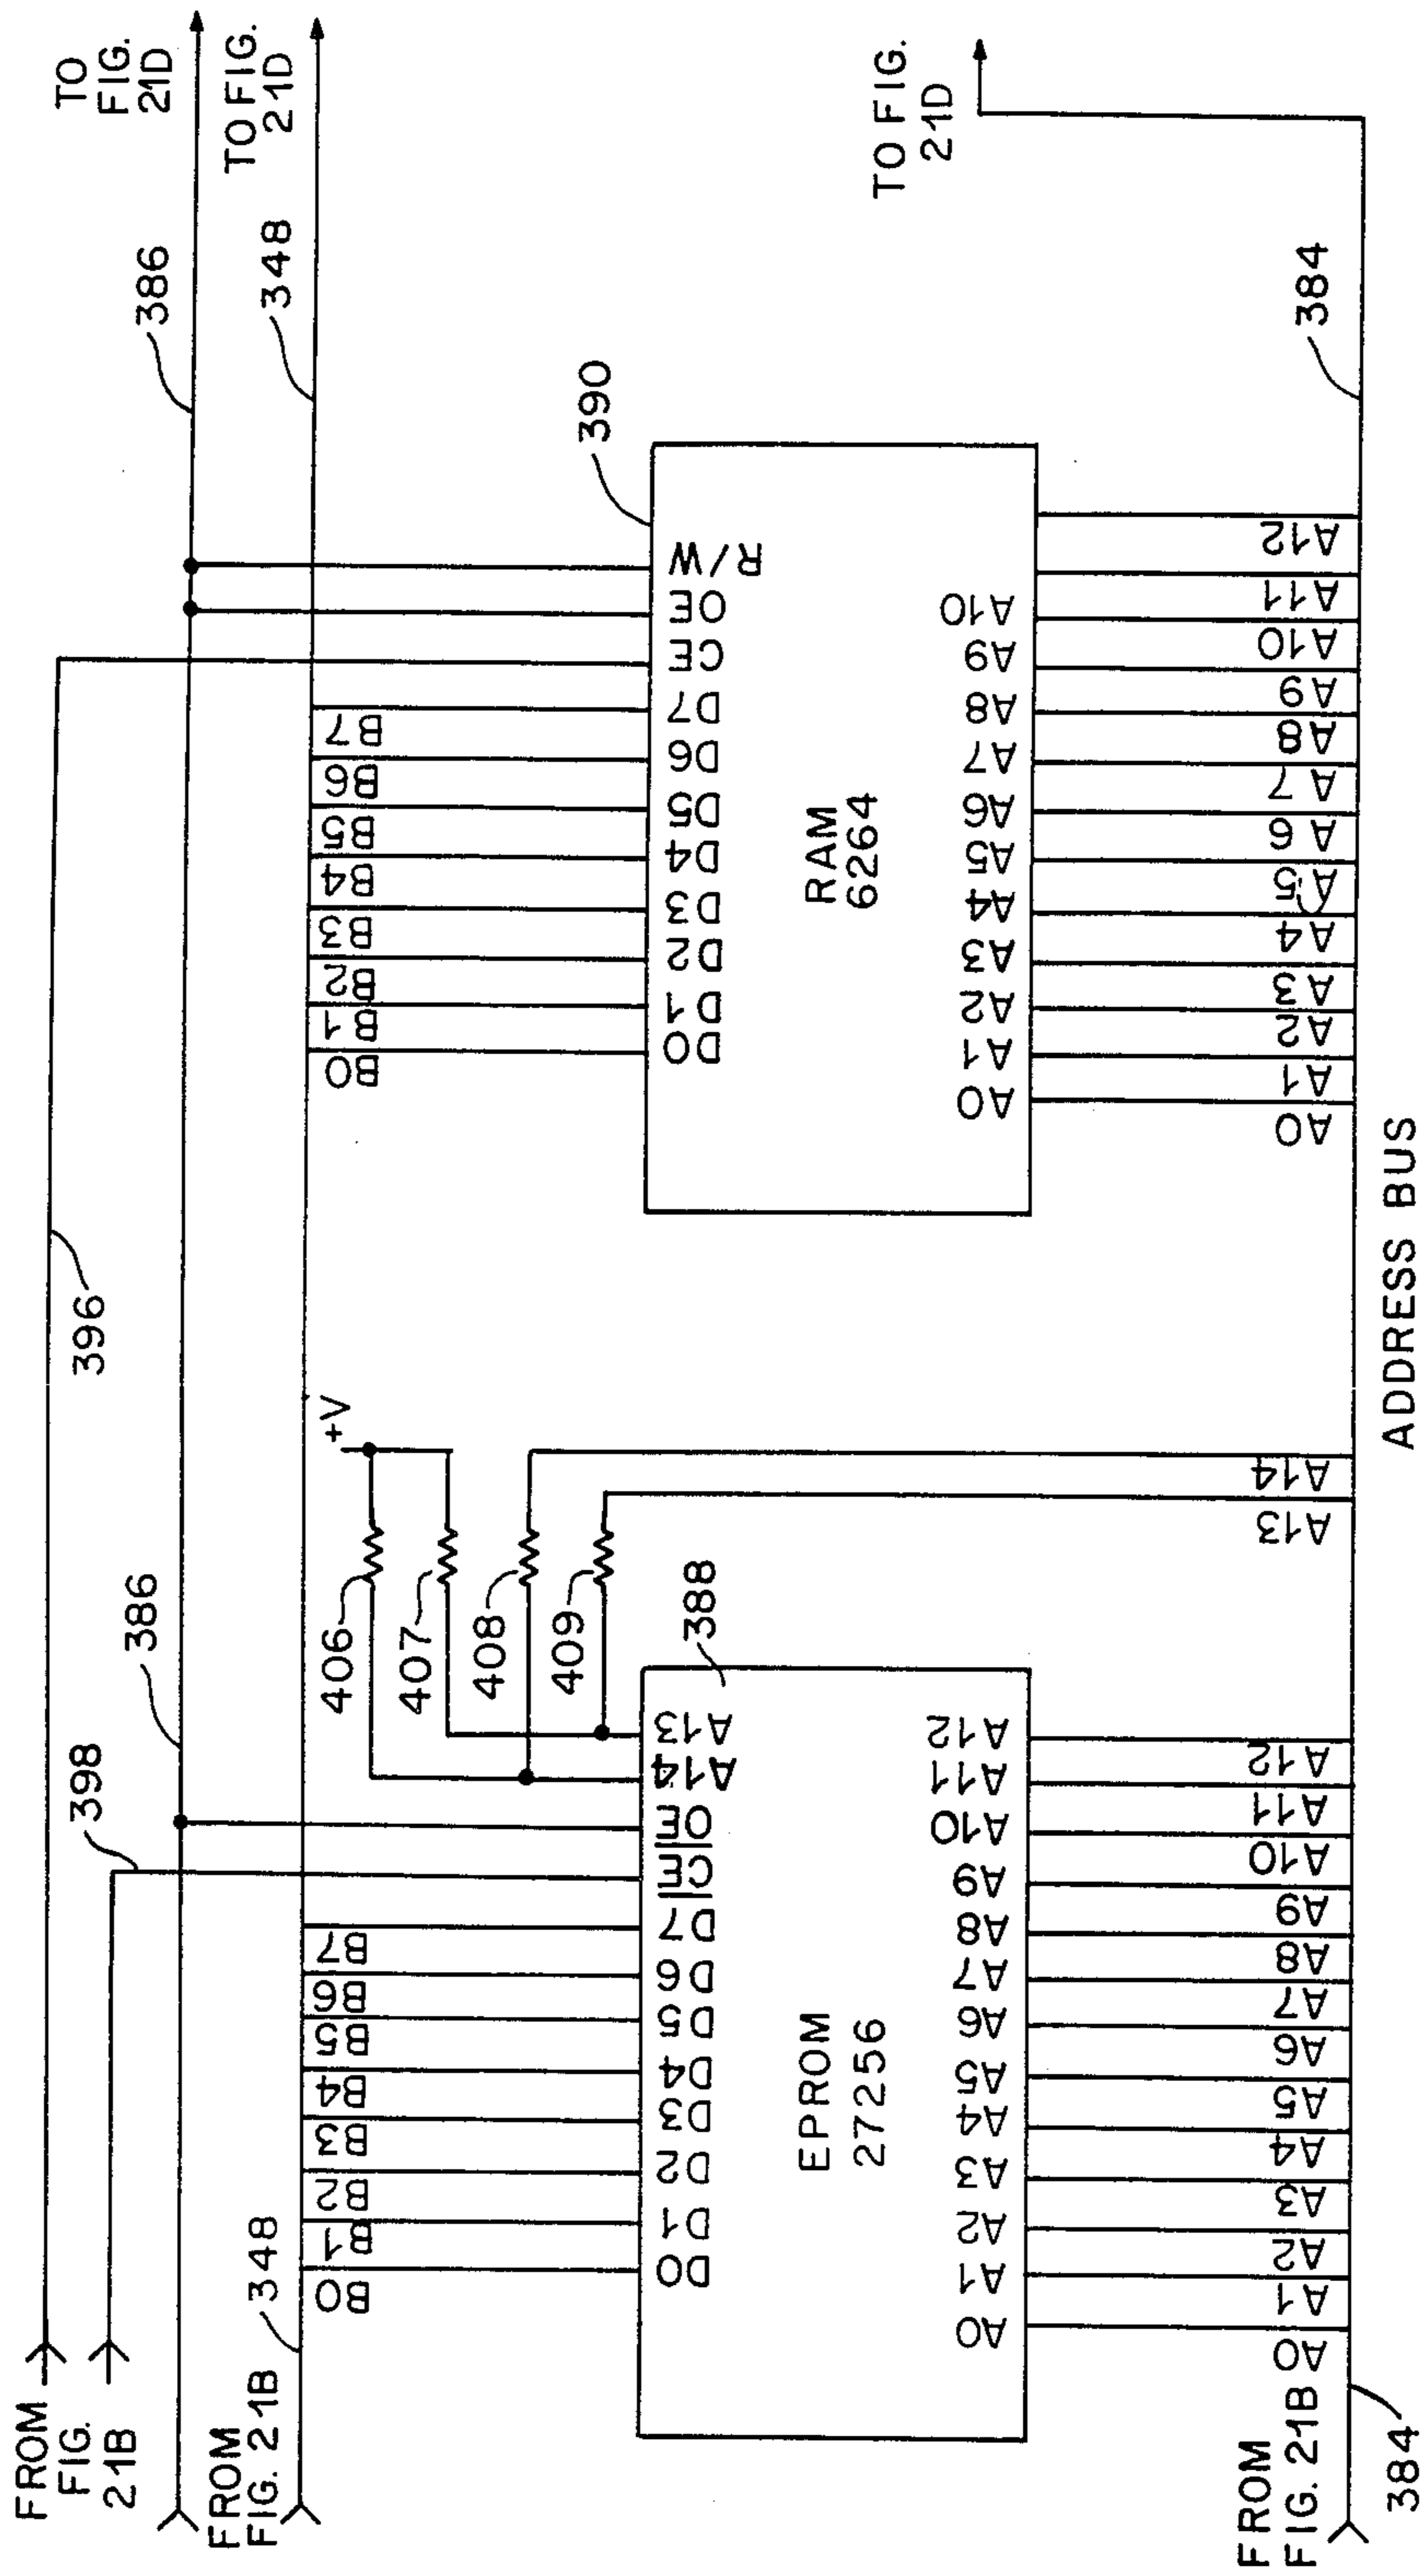 FROM
FIG.
21B
398
386
396
386
TO
FIG.
21D
FROM
FIG. 21B
348
348
TO FIG.
21D
B0
B1
B2
B3
B4
B5
B6
B7
406
407
408
409
+V
B0
B1
B2
B3
B4
B5
B6
B7
D0
D1
D2
D3
D4
D5
D6
D7
CE
OE
A14
A13
388
EPROM
27256
A0
A1
A2
A3
A4
A5
A6
A7
A8
A9
A10
A11
A12
D0
D1
D2
D3
D4
D5
D6
D7
CE
OE
R/W
390
RAM
6264
A0
A1
A2
A3
A4
A5
A6
A7
A8
A9
A10
TO FIG.
21D
FROM
FIG. 21B
384
A0
A1
A2
A3
A4
A5
A6
A7
A8
A9
A10
A11
A12
A13
A14
A0
A1
A2
A3
A4
A5
A6
A7
A8
A9
A10
A11
A12
384
ADDRESS BUS